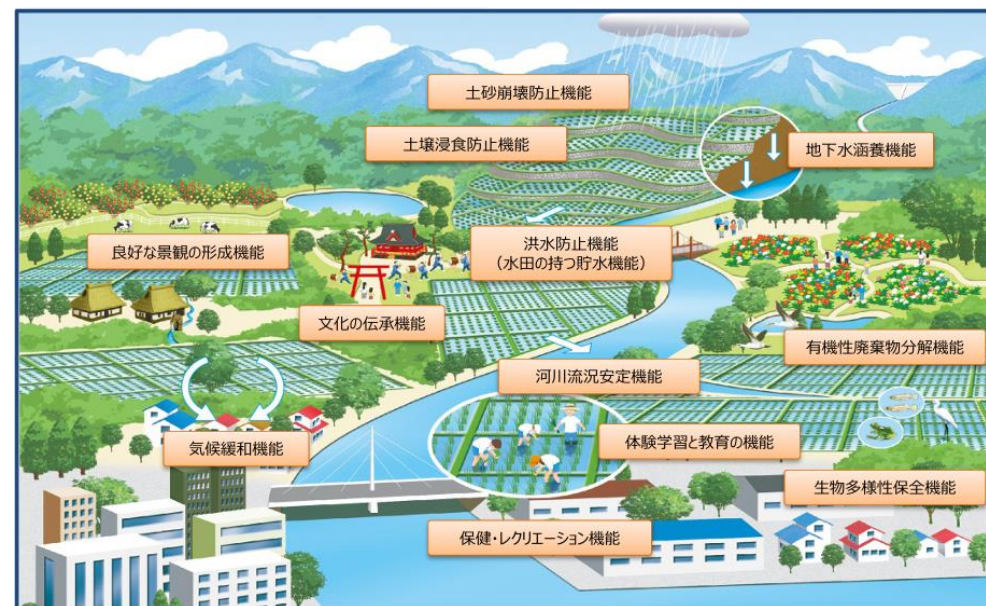 土砂崩壊防止機能
土壌浸食防止機能
地下水涵養機能
良好な景観の形成機能
洪水防止機能
（水田の持つ貯水機能）
文化の伝承機能
有機性廃棄物分解機能
河川流況安定機能
気候緩和機能
体験学習と教育の機能
生物多様性保全機能
保健・レクリエーション機能